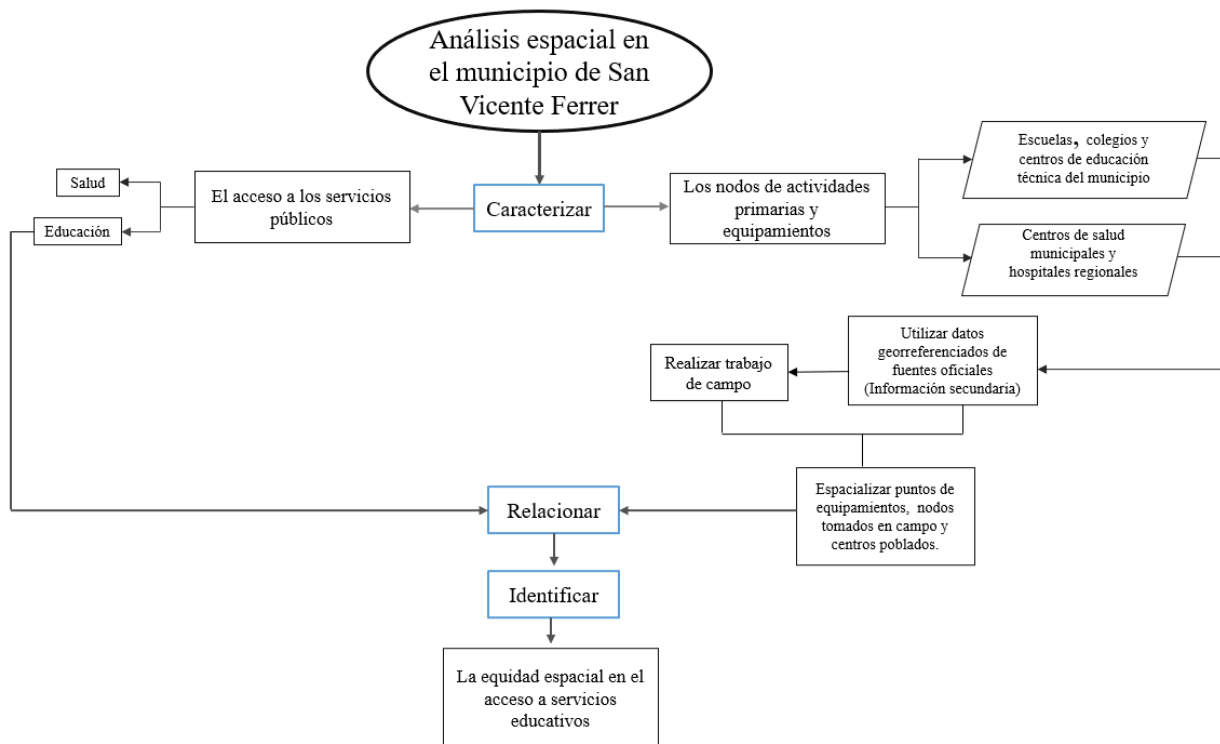 Análisis espacial en
el municipio de San
Vicente Ferrer
Salud
Educación
El acceso a los servicios
públicos
Caracterizar
Los nodos de actividades
primarias y
equipamientos
Escuelas, colegios y
centros de educación
técnica del municipio
Centros de salud
municipales y
hospitales regionales
Utilizar datos
georreferenciados de
fuentes oficiales
(Información secundaria)
Realizar trabajo
de campo
Espacializar puntos de
equipamientos, nodos
tomados en campo y
centros poblados.
Relacionar
Identificar
La equidad espacial en el
acceso a servicios
educativos